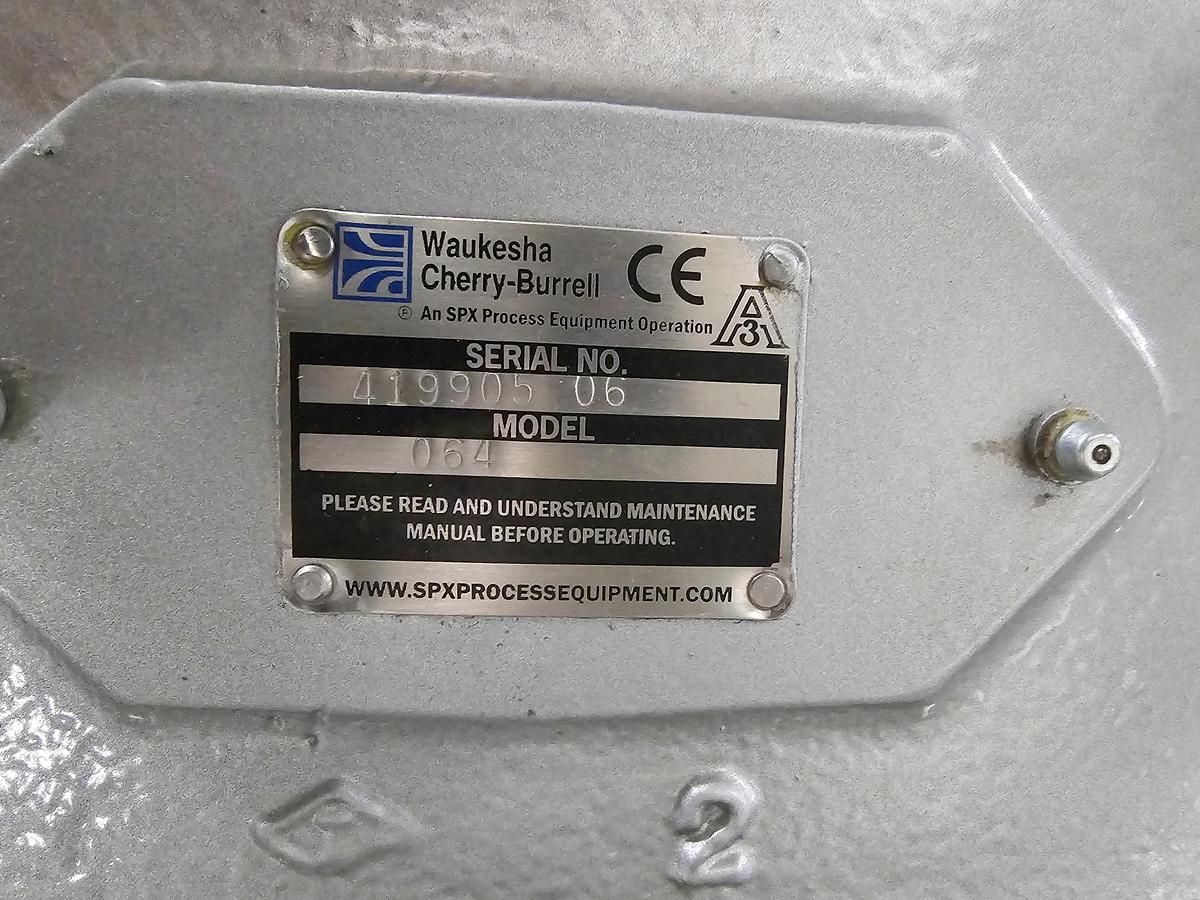 Waukesha
Cherry-Burrell
CE
® An SPX Process Equipment Operation
A
3
SERIAL NO.
419905 06
MODEL
064
PLEASE READ AND UNDERSTAND MAINTENANCE
MANUAL BEFORE OPERATING.
WWW.SPXPROCESSEQUIPMENT.COM
2